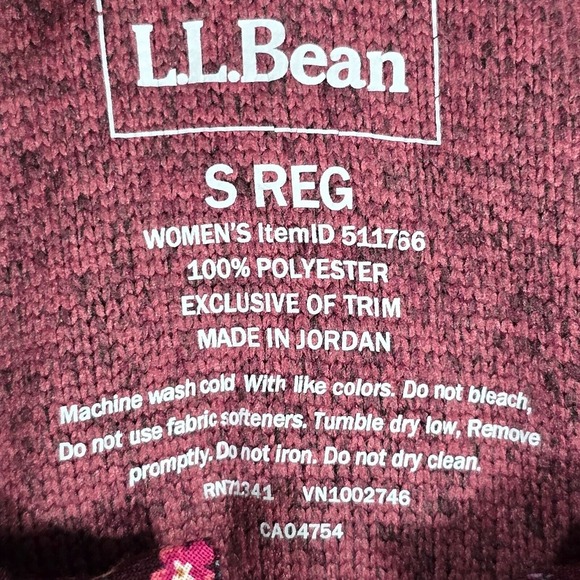 L.L.Bean
S REG
WOMEN'S ItemID 511766
100% POLYESTER
EXCLUSIVE OF TRIM
MADE IN JORDAN
Machine wash cold With like colors. Do not bleach,
Do not use fabric softeners. Tumble dry low, Remove
promptly. Do not iron. Do not dry clean.
RN71341 VN1002746
CA04754